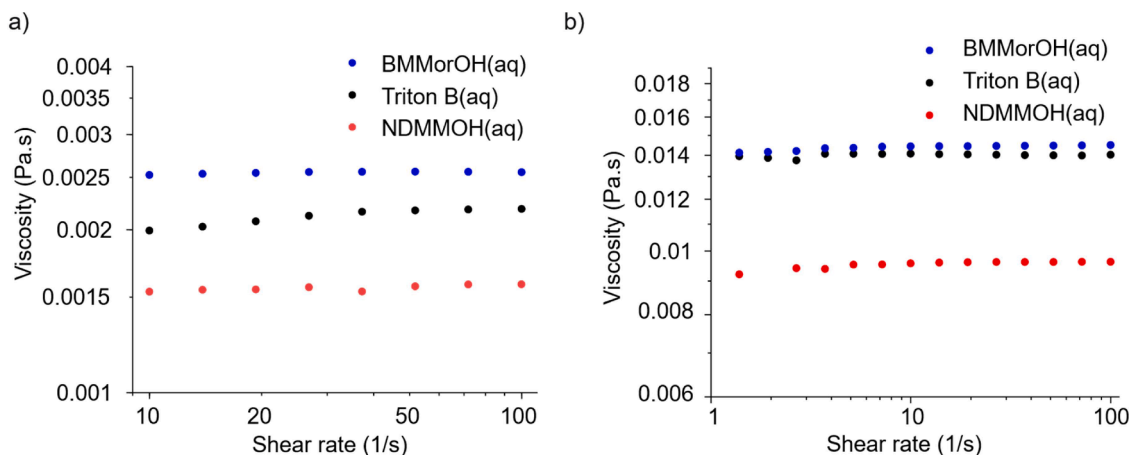 a)
BMMorOH(aq)
Triton B(aq)
NDMMOH(aq)
Viscosity (Pa.s)
0.004
0.0035
0.003
0.0025
0.002
0.0015
0.001
10
20
50
100
Shear rate (1/s)
b)
BMMorOH(aq)
Triton B(aq)
NDMMOH(aq)
Viscosity (Pa.s)
0.018
0.016
0.014
0.012
0.01
0.008
0.006
1
10
100
Shear rate (1/s)